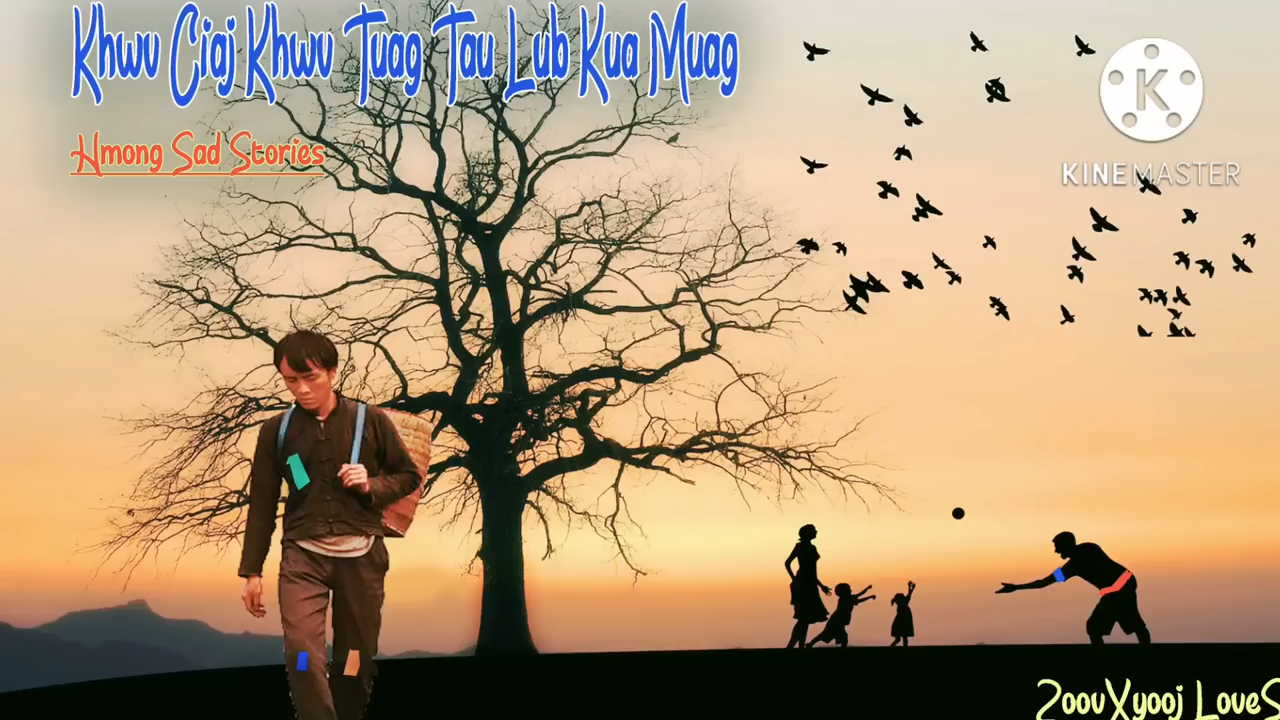 Khwv Ciaj Khwv Tuag Tau Lub Kua Muag
Hmong Sad Stories
K
KINEMASTER
ZoovXyooj LoveS